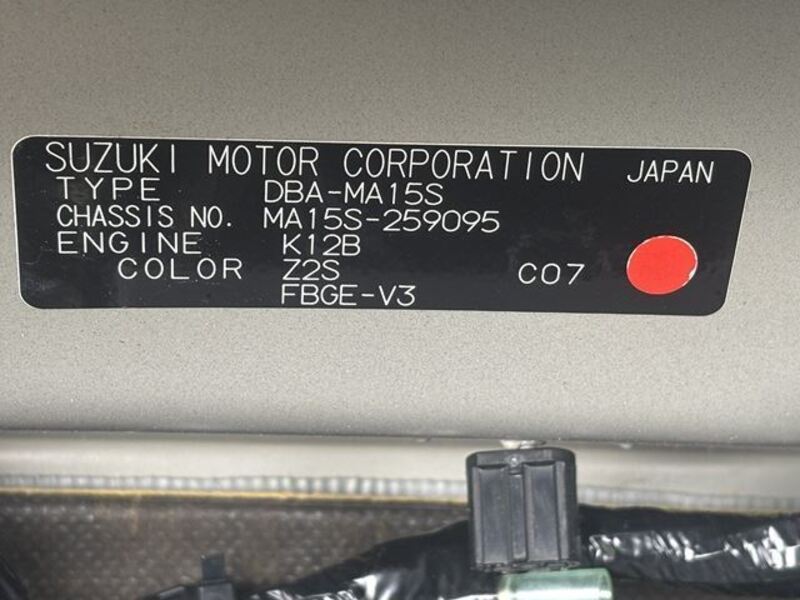 SUZUKI MOTOR CORPORATION JAPAN
TYPE DBA-MA15S
CHASSIS NO. MA15S-259095
ENGINE K12B
COLOR Z2S C07
FBGE-V3